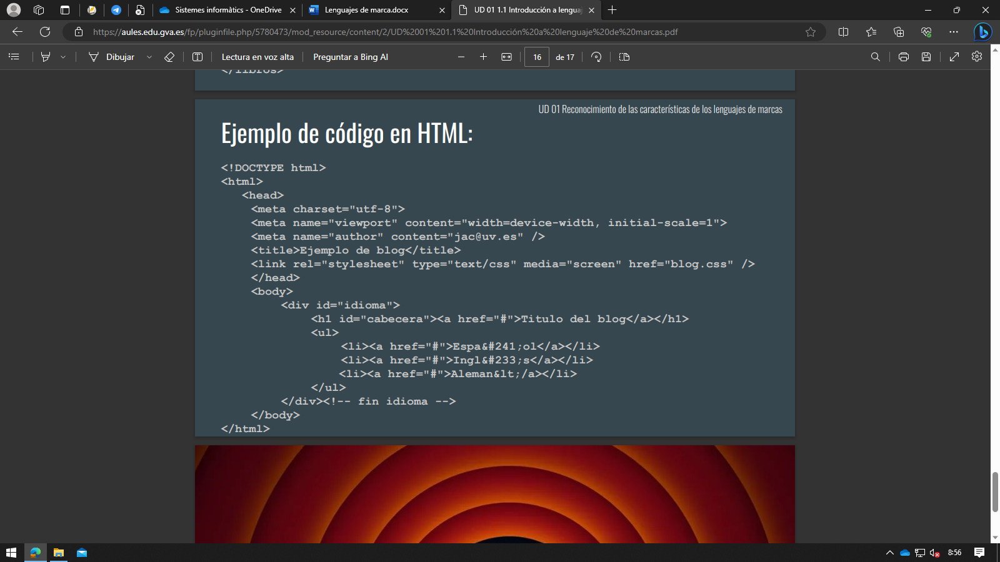 Sistemes informàtics - OneDrive
Lenguajes de marca.docx
UD 01 1.1 Introducción a lengua
https://aules.edu.gva.es/fp/pluginfile.php/5780473/mod_resource/content/2/UD%2001%201.1%20Introducción%20a%20lenguaje%20de%20marcas.pdf
Dibujar
Lectura en voz alta
Preguntar a Bing AI
16
de 17
</libros>
UD 01 Reconocimiento de las características de los lenguajes de marcas
Ejemplo de código en HTML:
<!DOCTYPE html>
<html>
<head>
<meta charset="utf-8">
<meta name="viewport" content="width=device-width, initial-scale=1">
<meta name="author" content="jac@uv.es" />
<title>Ejemplo de blog</title>
<link rel="stylesheet" type="text/css" media="screen" href="blog.css" />
</head>
<body>
<div id="idioma">
<h1 id="cabecera"><a href="#">Titulo del blog</a></h1>
<ul>
<li><a href="#">Espa&#241;ol</a></li>
<li><a href="#">Ingl&#233;s</a></li>
<li><a href="#">Aleman&lt;/a></li>
</ul>
</div><!-- fin idioma -->
</body>
</html>
8:56